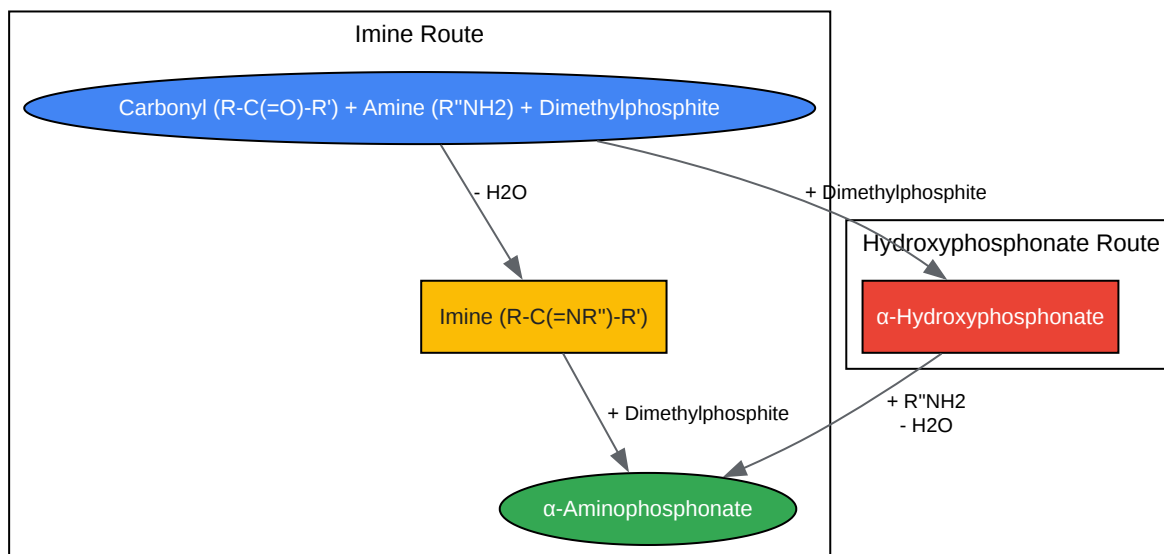 Imine Route
Carbonyl (R-C(=O)-R') + Amine (R"NH2) + Dimethylphosphite
- H2O
+ Dimethylphosphite
Hydroxyphosphonate Route
Imine (R-C(=NR")-R')
α-Hydroxyphosphonate
+ Dimethylphosphite
+ R"NH2
- H2O
α-Aminophosphonate